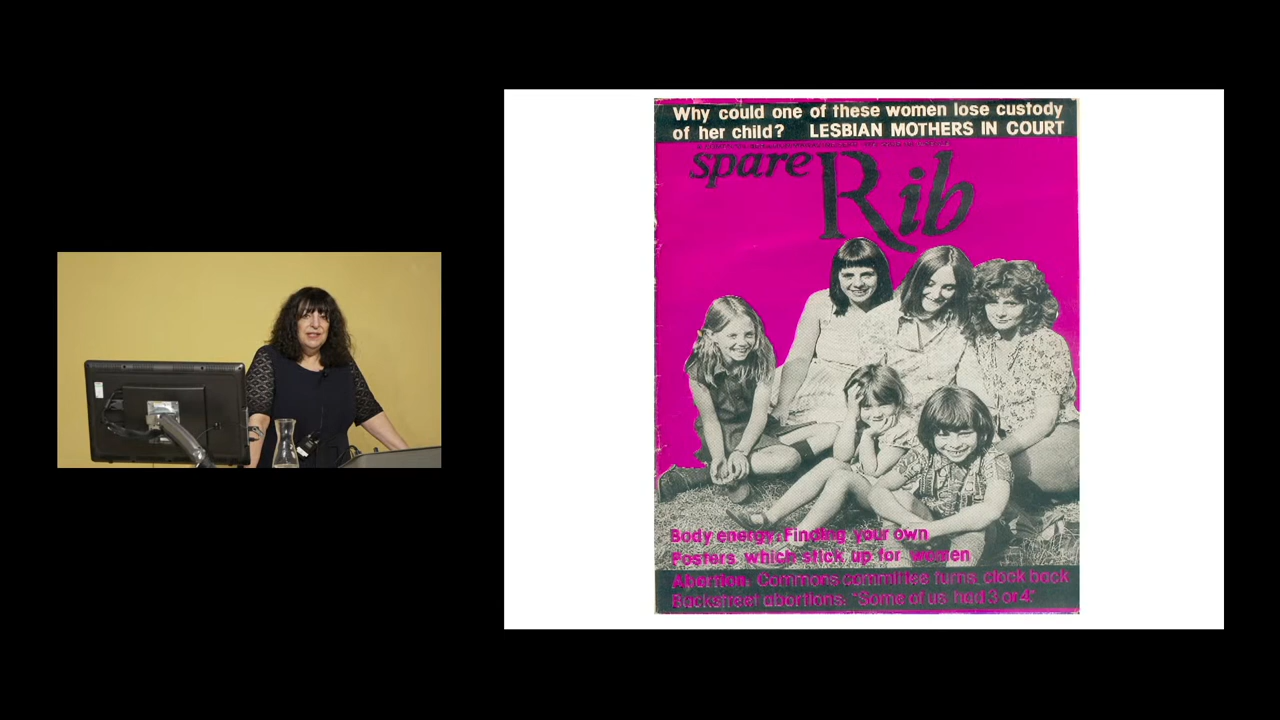 Why could one of these women lose custody
of her child? LESBIAN MOTHERS IN COURT
spare Rib
Body energy: Finding your own
Posters which stick up for women
Abortion: Commons committee turns clock back
Backstreet abortions: "Some of us had 3 or 4"